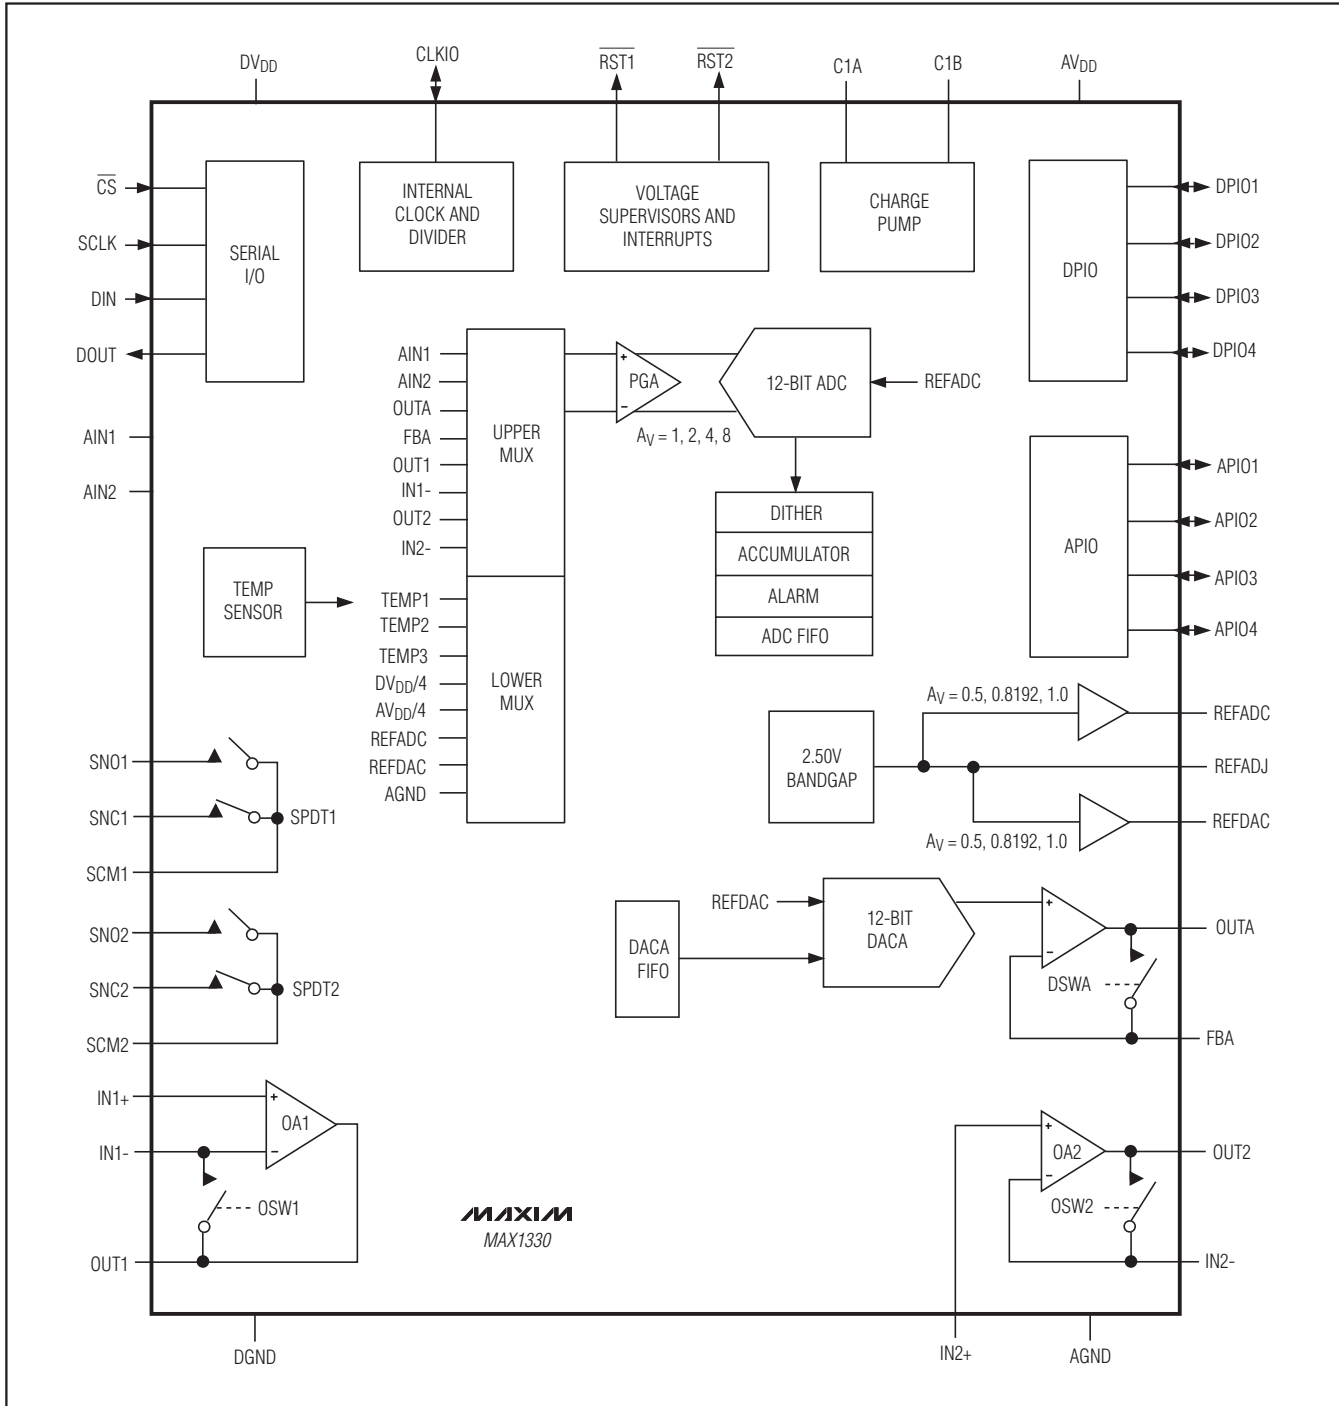 DVDD
CLKIO
RST1
RST2
C1A
C1B
AVDD
CS
SCLK
DIN
DOUT
SERIAL
I/O
INTERNAL
CLOCK AND
DIVIDER
VOLTAGE
SUPERVISORS AND
INTERRUPTS
CHARGE
PUMP
DPIO
DPIO1
DPIO2
DPIO3
DPIO4
AIN1
AIN2
AIN1
AIN2
OUTA
FBA
OUT1
IN1-
OUT2
IN2-
UPPER
MUX
+
-
PGA
AV = 1, 2, 4, 8
12-BIT ADC
REFADC
DITHER
ACCUMULATOR
ALARM
ADC FIFO
APIO
APIO1
APIO2
APIO3
APIO4
TEMP
SENSOR
TEMP1
TEMP2
TEMP3
DVDD/4
AVDD/4
REFADC
REFDAC
AGND
LOWER
MUX
2.50V
BANDGAP
AV = 0.5, 0.8192, 1.0
REFADC
REFADJ
REFDAC
AV = 0.5, 0.8192, 1.0
SNO1
SNC1
SPDT1
SCM1
SNO2
SNC2
SPDT2
SCM2
DACA
FIFO
REFDAC
12-BIT
DACA
+
-
OUTA
DSWA
FBA
IN1+
IN1-
+
-
OA1
OSW1
OUT1
MAXIM
MAX1330
+
-
OA2
OUT2
OSW2
IN2-
DGND
IN2+
AGND